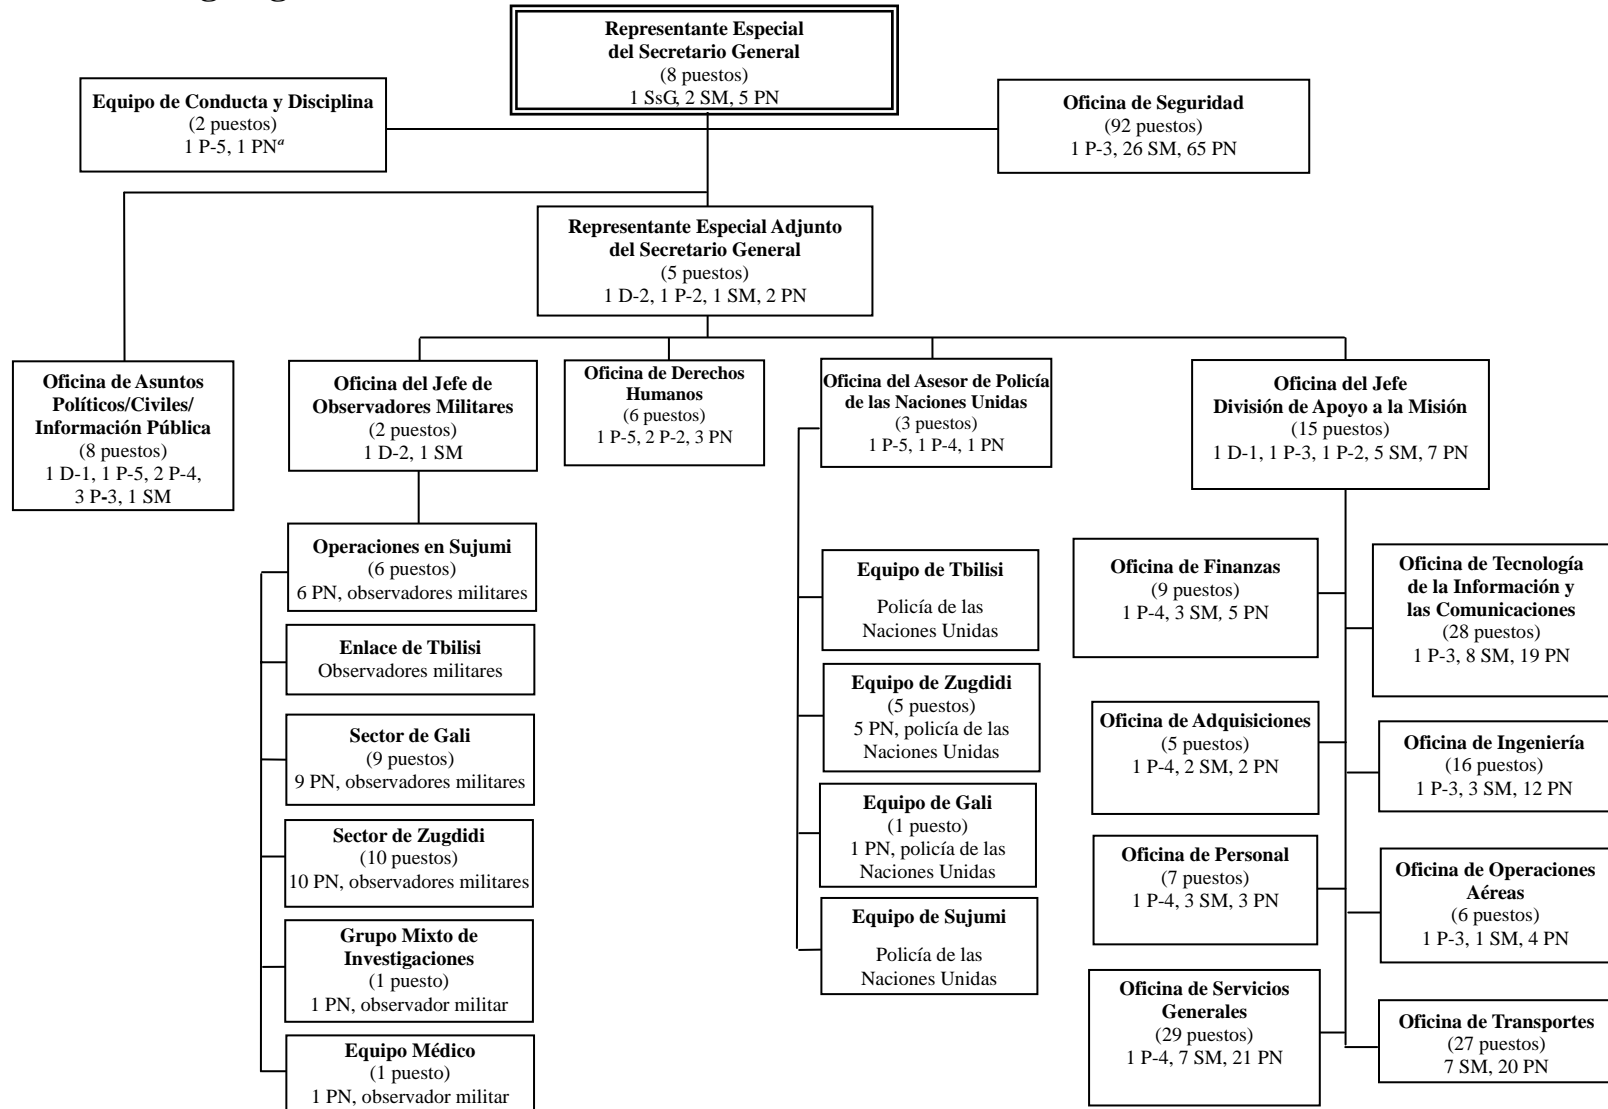 Representante Especial
del Secretario General
(8 puestos)
1 SsG, 2 SM, 5 PN
Equipo de Conducta y Disciplina
(2 puestos)
1 P-5, 1 PNª
Oficina de Seguridad
(92 puestos)
1 P-3, 26 SM, 65 PN
Representante Especial Adjunto
del Secretario General
(5 puestos)
1 D-2, 1 P-2, 1 SM, 2 PN
Oficina de Asuntos
Políticos/Civiles/
Información Pública
(8 puestos)
1 D-1, 1 P-5, 2 P-4,
3 P-3, 1 SM
Oficina del Jefe de
Observadores Militares
(2 puestos)
1 D-2, 1 SM
Oficina de Derechos
Humanos
(6 puestos)
1 P-5, 2 P-2, 3 PN
Oficina del Asesor de Policía
de las Naciones Unidas
(3 puestos)
1 P-5, 1 P-4, 1 PN
Oficina del Jefe
División de Apoyo a la Misión
(15 puestos)
1 D-1, 1 P-3, 1 P-2, 5 SM, 7 PN
Operaciones en Sujumi
(6 puestos)
6 PN, observadores militares
Enlace de Tbilisi
Observadores militares
Sector de Gali
(9 puestos)
9 PN, observadores militares
Sector de Zugdidi
(10 puestos)
10 PN, observadores militares
Grupo Mixto de
Investigaciones
(1 puesto)
1 PN, observador militar
Equipo Médico
(1 puesto)
1 PN, observador militar
Equipo de Tbilisi
Policía de las
Naciones Unidas
Equipo de Zugdidi
(5 puestos)
5 PN, policía de las
Naciones Unidas
Equipo de Gali
(1 puesto)
1 PN, policía de las
Naciones Unidas
Equipo de Sujumi
Policía de las
Naciones Unidas
Oficina de Finanzas
(9 puestos)
1 P-4, 3 SM, 5 PN
Oficina de Adquisiciones
(5 puestos)
1 P-4, 2 SM, 2 PN
Oficina de Personal
(7 puestos)
1 P-4, 3 SM, 3 PN
Oficina de Servicios
Generales
(29 puestos)
1 P-4, 7 SM, 21 PN
Oficina de Tecnología
de la Información y
las Comunicaciones
(28 puestos)
1 P-3, 8 SM, 19 PN
Oficina de Ingeniería
(16 puestos)
1 P-3, 3 SM, 12 PN
Oficina de Operaciones
Aéreas
(6 puestos)
1 P-3, 1 SM, 4 PN
Oficina de Transportes
(27 puestos)
7 SM, 20 PN